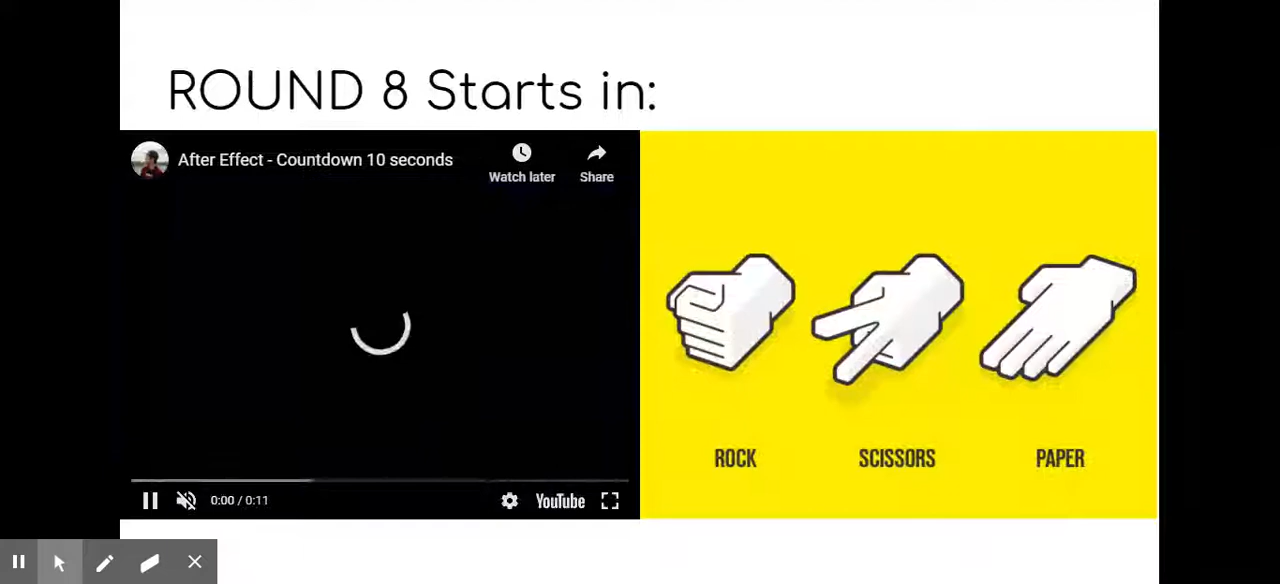 ROUND 8 Starts in:
After Effect - Countdown 10 seconds
Watch later
Share
0:00 / 0:11
YouTube
ROCK
SCISSORS
PAPER